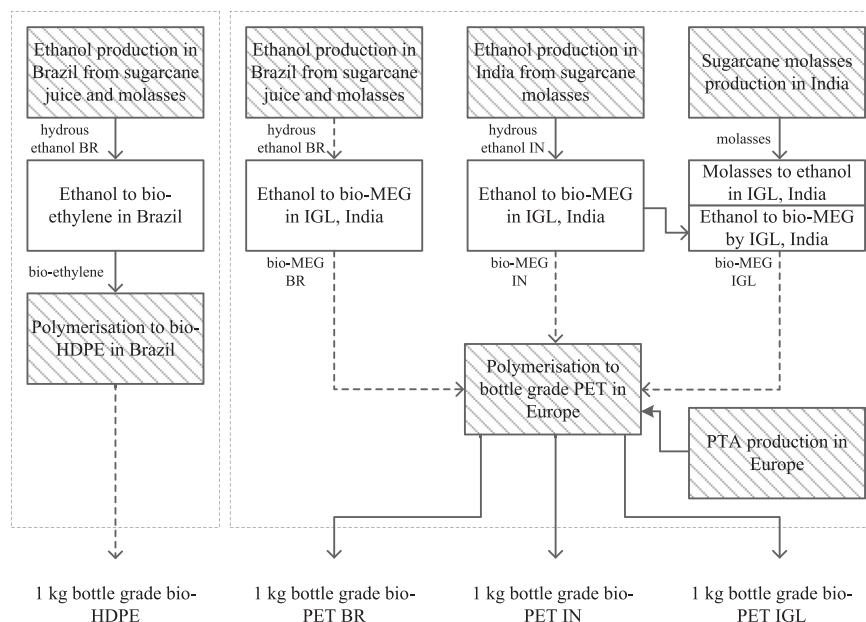 Ethanol production in
Brazil from sugarcane
juice and molasses
Ethanol production in
Brazil from sugarcane
juice and molasses
Ethanol production in
India from sugarcane
molasses
Sugarcane molasses
production in India
hydrous
ethanol BR
hydrous
ethanol BR
hydrous
ethanol IN
molasses
Ethanol to bio-
ethylene in Brazil
Ethanol to bio-MEG
in IGL, India
Ethanol to bio-MEG
in IGL, India
Molasses to ethanol
in IGL, India
Ethanol to bio-MEG
by IGL, India
bio-ethylene
bio-MEG
BR
bio-MEG
IN
bio-MEG
IGL
Polymerisation to bio-
HDPE in Brazil
Polymerisation to
bottle grade PET in
Europe
PTA production in
Europe
1 kg bottle grade bio-
HDPE
1 kg bottle grade bio-
PET BR
1 kg bottle grade bio-
PET IN
1 kg bottle grade bio-
PET IGL